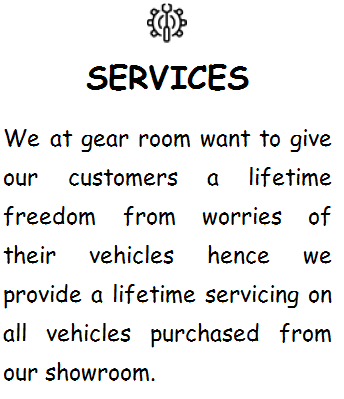 SERVICES
We at gear room want to give
our customers a lifetime
freedom from worries of
their vehicles hence we
provide a lifetime servicing on
all vehicles purchased from
our showroom.